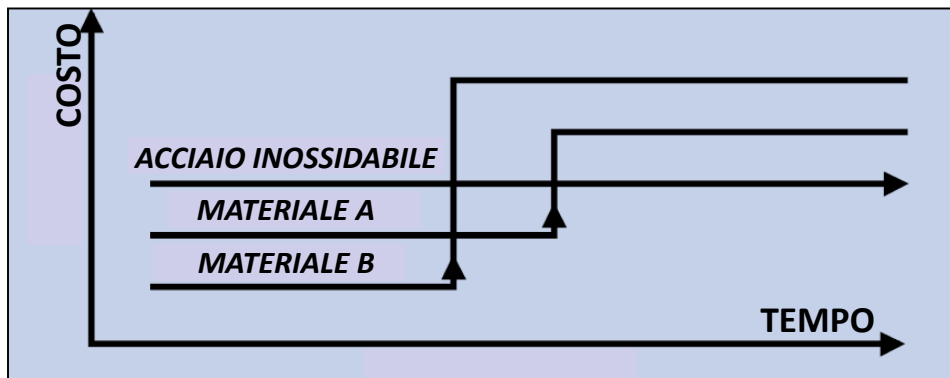 COSTO
ACCIAIO INOSSIDABILE
MATERIALE A
MATERIALE B
TEMPO